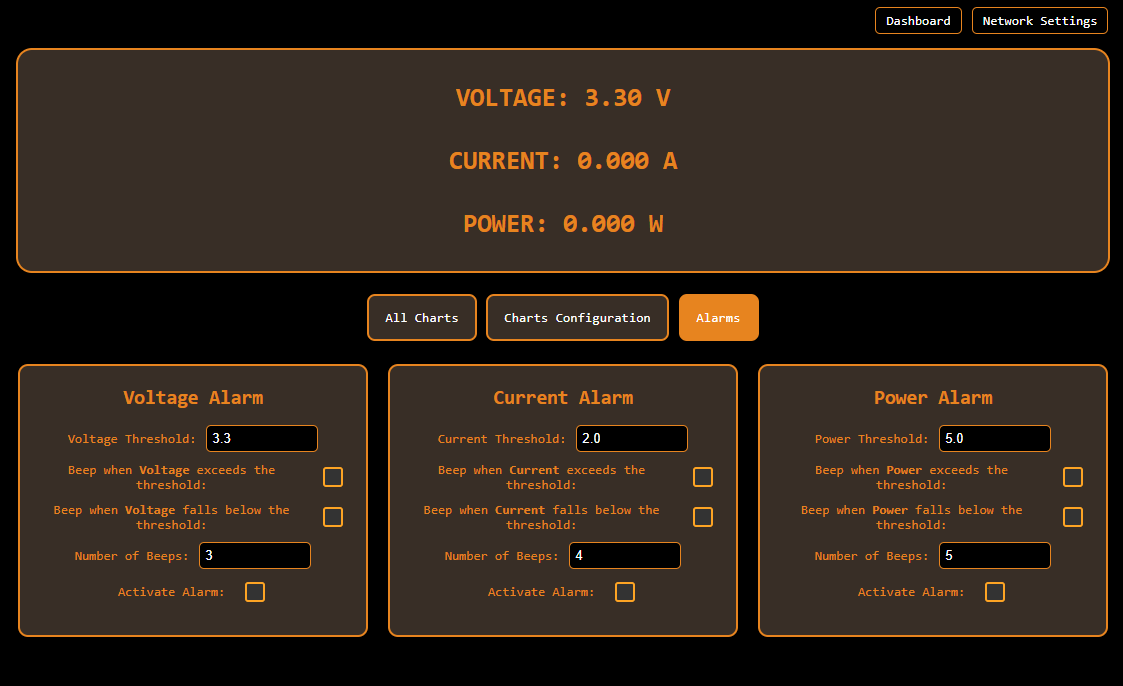 Dashboard Network Settings
VOLTAGE: 3.30 V
CURRENT: 0.000 A
POWER: 0.000 W
All Charts Charts Configuration Alarms
Voltage Alarm
Voltage Threshold: 3.3
Beep when Voltage exceeds the
threshold:
Beep when Voltage falls below the
threshold:
Number of Beeps: 3
Activate Alarm:
Current Alarm
Current Threshold: 2.0
Beep when Current exceeds the
threshold:
Beep when Current falls below the
threshold:
Number of Beeps: 4
Activate Alarm:
Power Alarm
Power Threshold: 5.0
Beep when Power exceeds the
threshold:
Beep when Power falls below the
threshold:
Number of Beeps: 5
Activate Alarm: